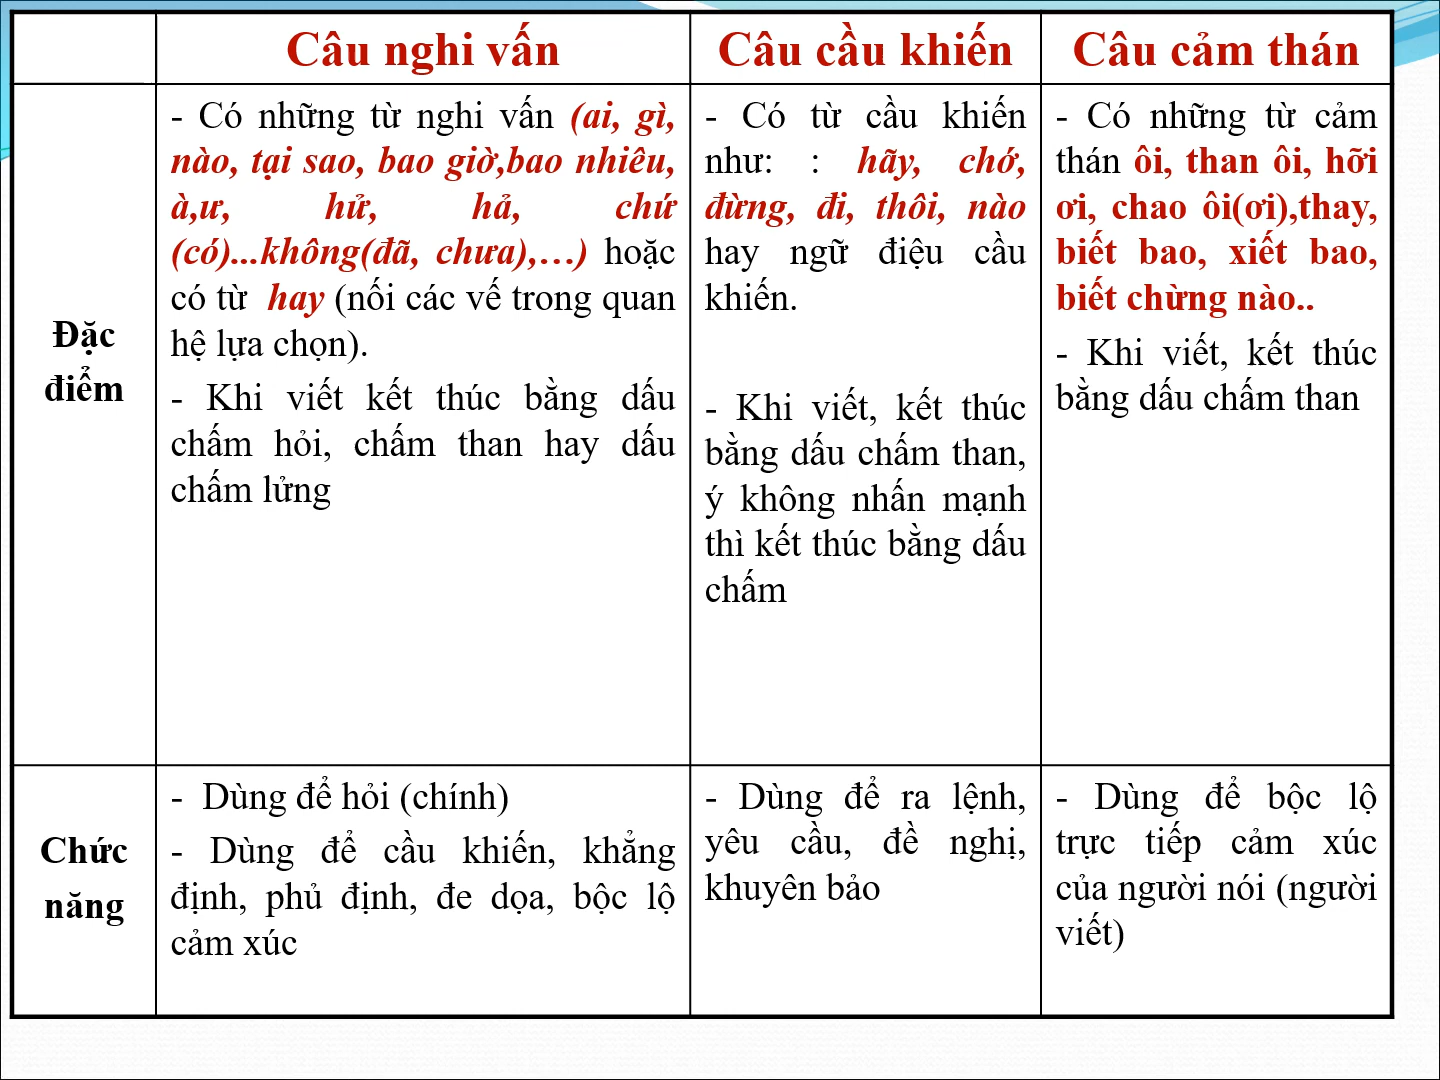 Câu nghi vấn
Câu cầu khiến
Câu cảm thán
Đặc
điểm
- Có những từ nghi vấn (ai, gì,
nào, tại sao, bao giờ,bao nhiêu,
à,ư, hử, hả, chứ
(có)...không(đã, chưa),…) hoặc
có từ hay (nối các vế trong quan
hệ lựa chọn).
- Khi viết kết thúc bằng dấu
chấm hỏi, chấm than hay dấu
chấm lửng
- Có từ cầu khiến
như: : hãy, chớ,
đừng, đi, thôi, nào
hay ngữ điệu cầu
khiến.
- Khi viết, kết thúc
bằng dấu chấm than,
ý không nhấn mạnh
thì kết thúc bằng dấu
chấm
- Có những từ cảm
thán ôi, than ôi, hỡi
ơi, chao ôi(ơi),thay,
biết bao, xiết bao,
biết chừng nào..
- Khi viết, kết thúc
bằng dấu chấm than
Chức
năng
- Dùng để hỏi (chính)
- Dùng để cầu khiến, khẳng
định, phủ định, đe dọa, bộc lộ
cảm xúc
- Dùng để ra lệnh,
yêu cầu, đề nghị,
khuyên bảo
- Dùng để bộc lộ
trực tiếp cảm xúc
của người nói (người
viết)